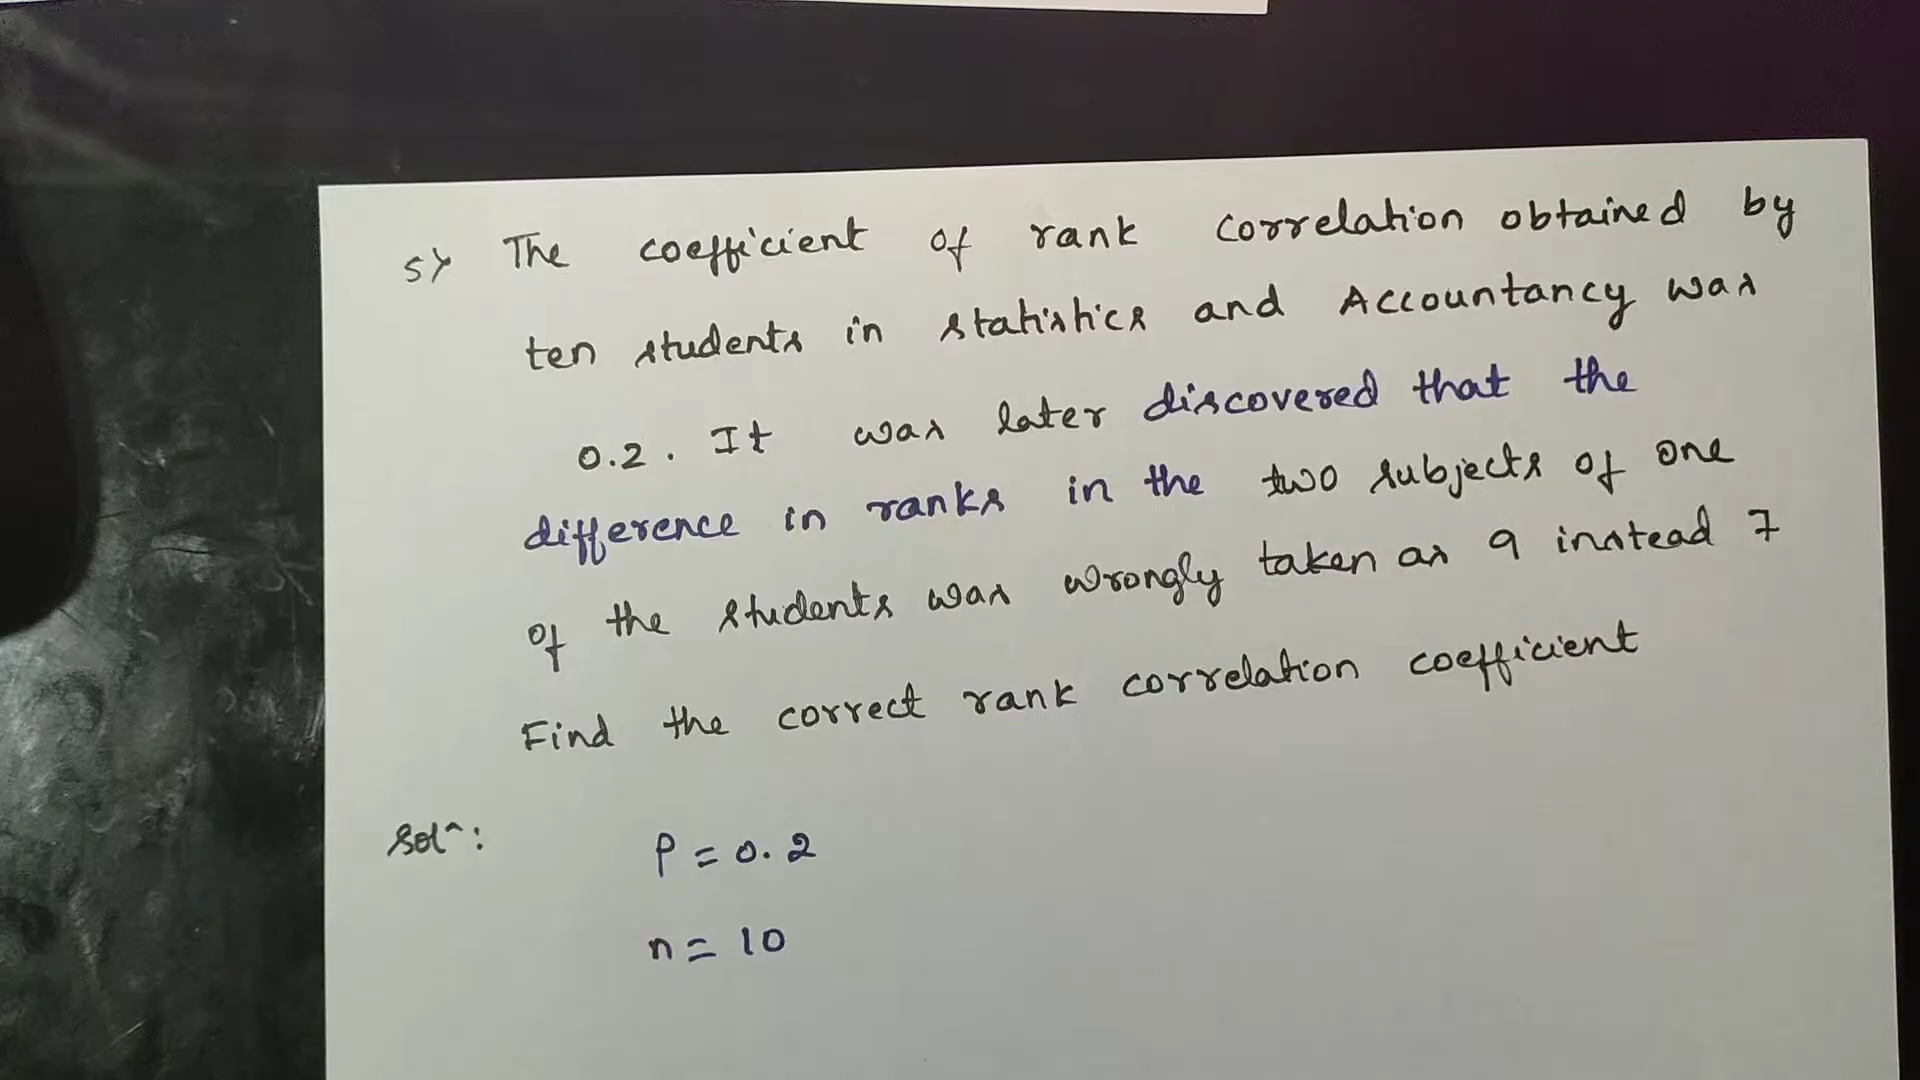 5) The coefficient of rank correlation obtained by
ten students in statistics and Accountancy was
0.2. It was later discovered that the
difference in ranks in the two subjects of one
of the students was wrongly taken as 9 instead 7
Find the correct rank correlation coefficient
Sol^n:
P = 0.2
n = 10